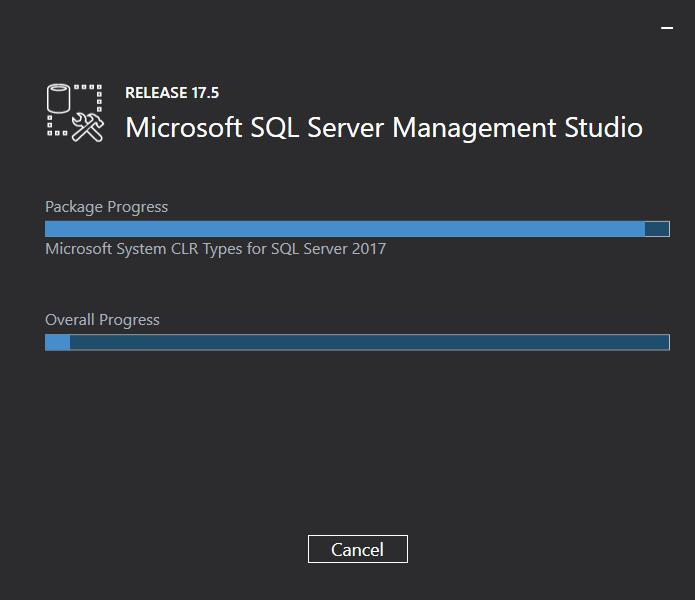 RELEASE 17.5
Microsoft SQL Server Management Studio
Package Progress
Microsoft System CLR Types for SQL Server 2017
Overall Progress
Cancel